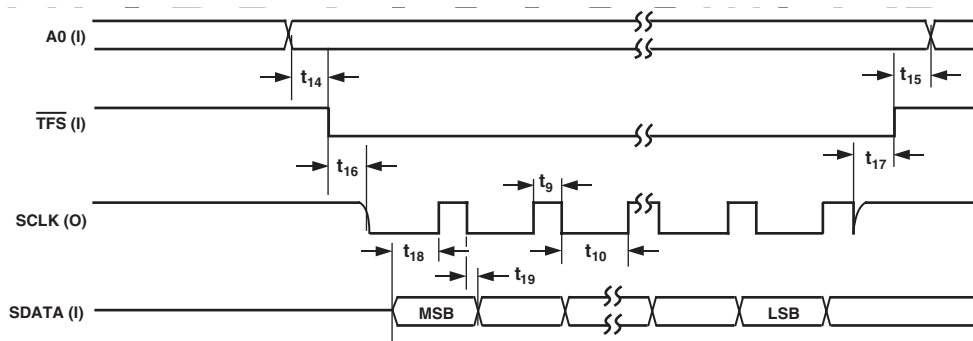 A0 (I)
t14
t15
TFS (I)
t16
t17
t9
SCLK (O)
t18
t10
t19
SDATA (I)
MSB
LSB